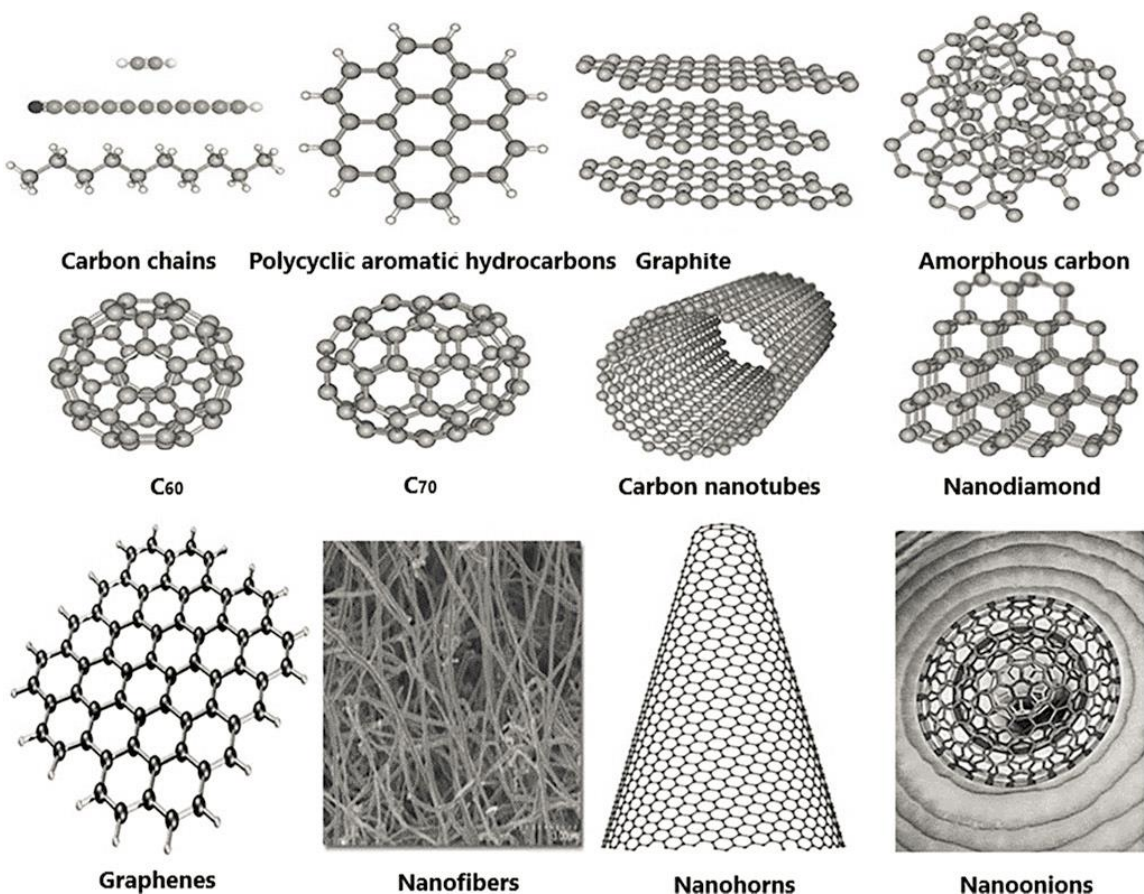 Carbon chains
Polycyclic aromatic hydrocarbons
Graphite
Amorphous carbon
C60
C70
Carbon nanotubes
Nanodiamond
Graphenes
Nanofibers
Nanohorns
Nanoonions